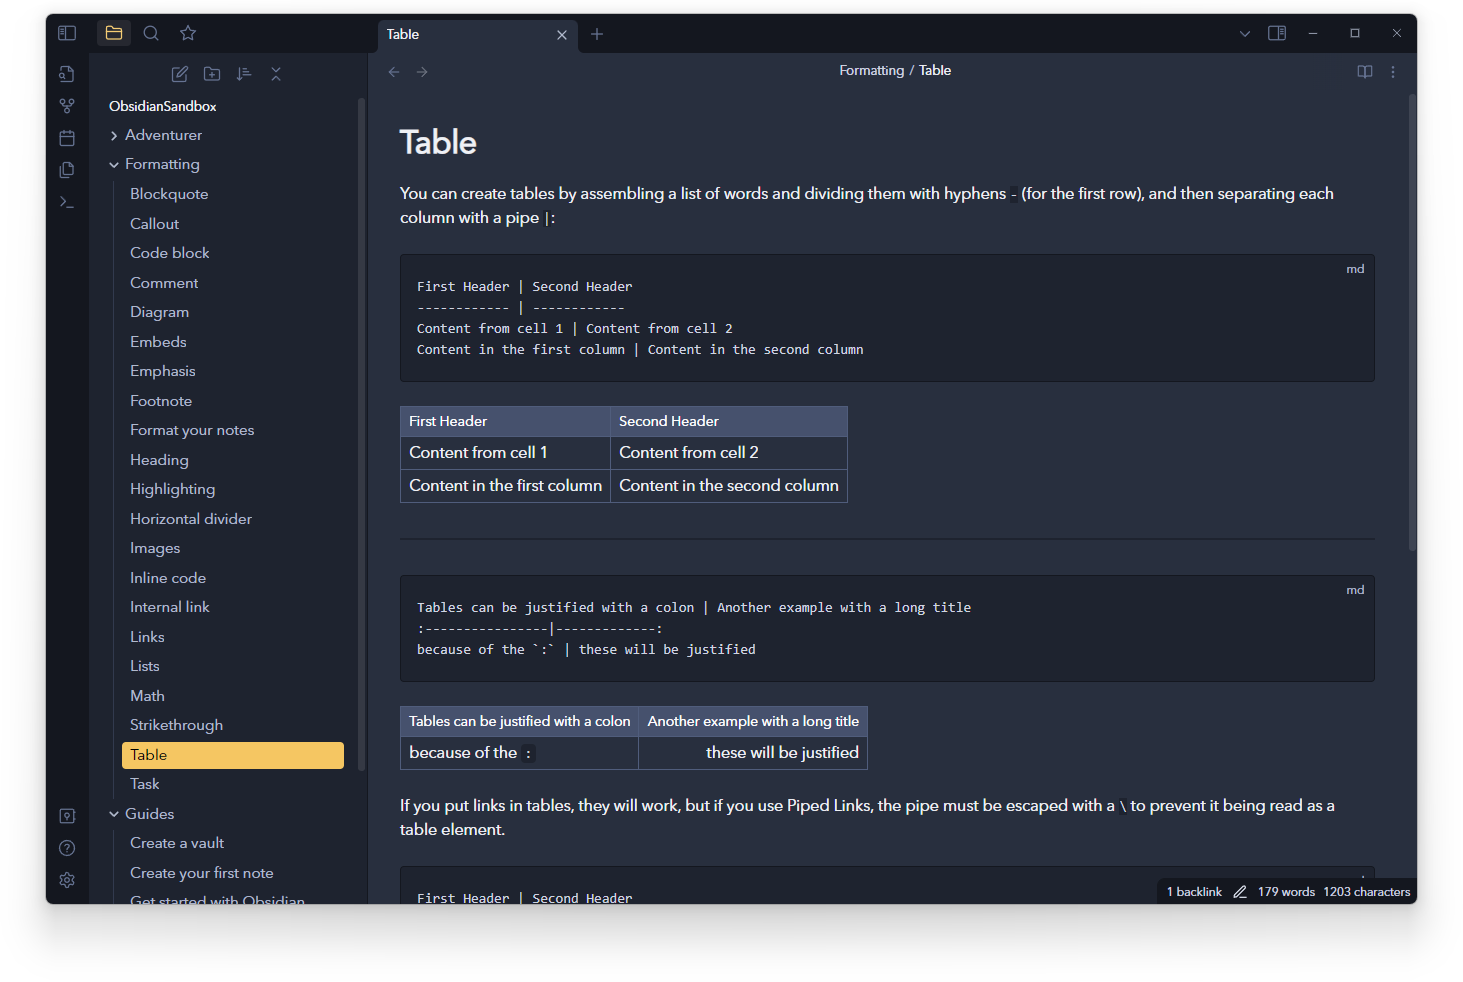 Table
Formatting / Table
ObsidianSandbox
Adventurer
Formatting
Blockquote
Callout
Code block
Comment
Diagram
Embeds
Emphasis
Footnote
Format your notes
Heading
Highlighting
Horizontal divider
Images
Inline code
Internal link
Links
Lists
Math
Strikethrough
Table
Task
Guides
Create a vault
Create your first note
Get started with Obsidian
Table
You can create tables by assembling a list of words and dividing them with hyphens - (for the first row), and then separating each
column with a pipe |:
md
First Header | Second Header
------------ | ------------
Content from cell 1 | Content from cell 2
Content in the first column | Content in the second column
First Header Second Header
Content from cell 1 Content from cell 2
Content in the first column Content in the second column
md
Tables can be justified with a colon | Another example with a long title
:----------------|-------------:
because of the `:` | these will be justified
Tables can be justified with a colon Another example with a long title
because of the : these will be justified
If you put links in tables, they will work, but if you use Piped Links, the pipe must be escaped with a \ to prevent it being read as a
table element.
First Header | Second Header
1 backlink 179 words 1203 characters